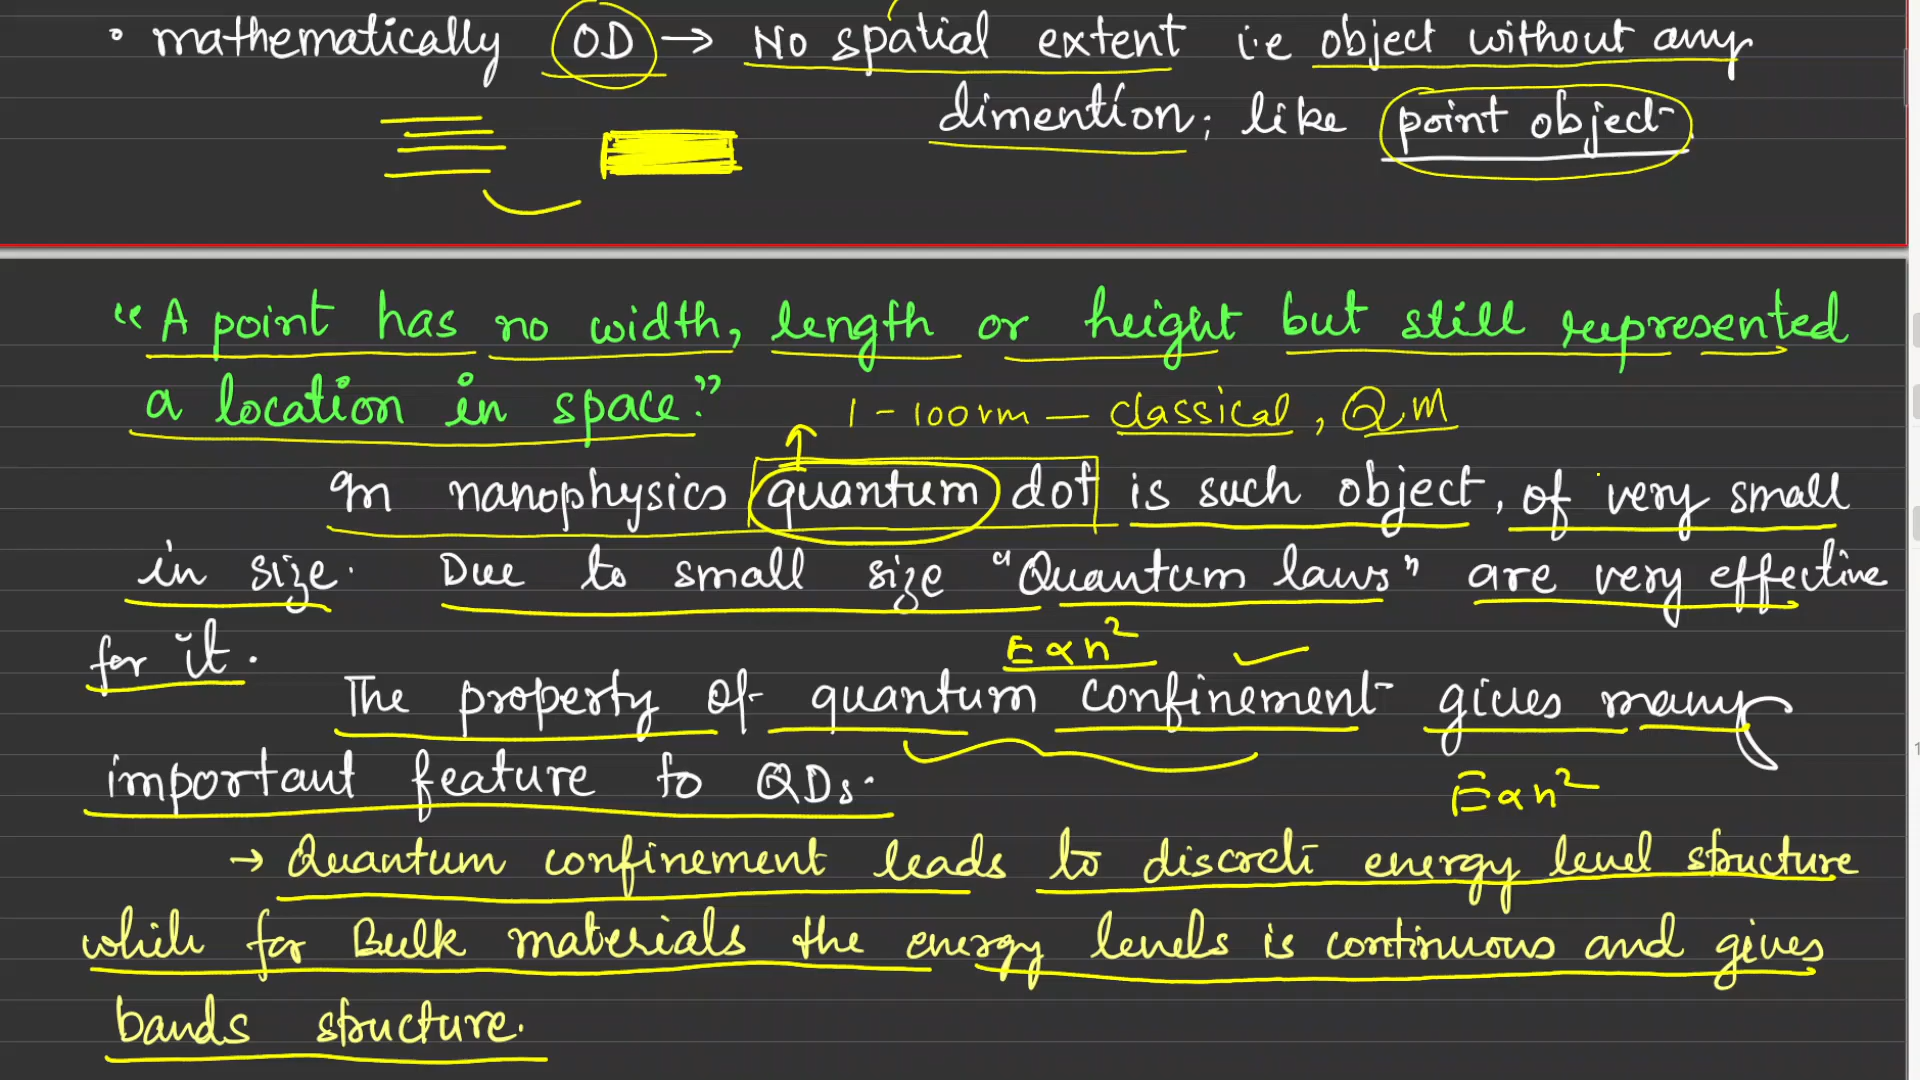 • mathematically OD → No spatial extent i.e object without any
dimention; like point object
"A point has no width, length or height but still represented
a location in space."
1 - 100 nm — classical, QM
In nanophysics quantum dot is such object, of very small
in size. Due to small size "Quantum laws" are very effective
for it.
E ∝ n²
The property of quantum confinement gives many
important feature to QDs.
E ∝ n²
→ Quantum confinement leads to discrete energy level structure
while for Bulk materials the energy levels is continuous and gives
bands structure.